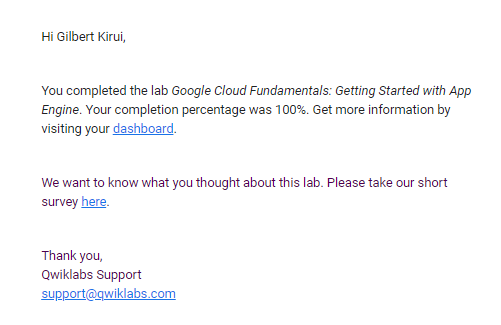 Hi Gilbert Kirui,
You completed the lab Google Cloud Fundamentals: Getting Started with App
Engine. Your completion percentage was 100%. Get more information by
visiting your dashboard.
We want to know what you thought about this lab. Please take our short
survey here.
Thank you,
Qwiklabs Support
support@qwiklabs.com